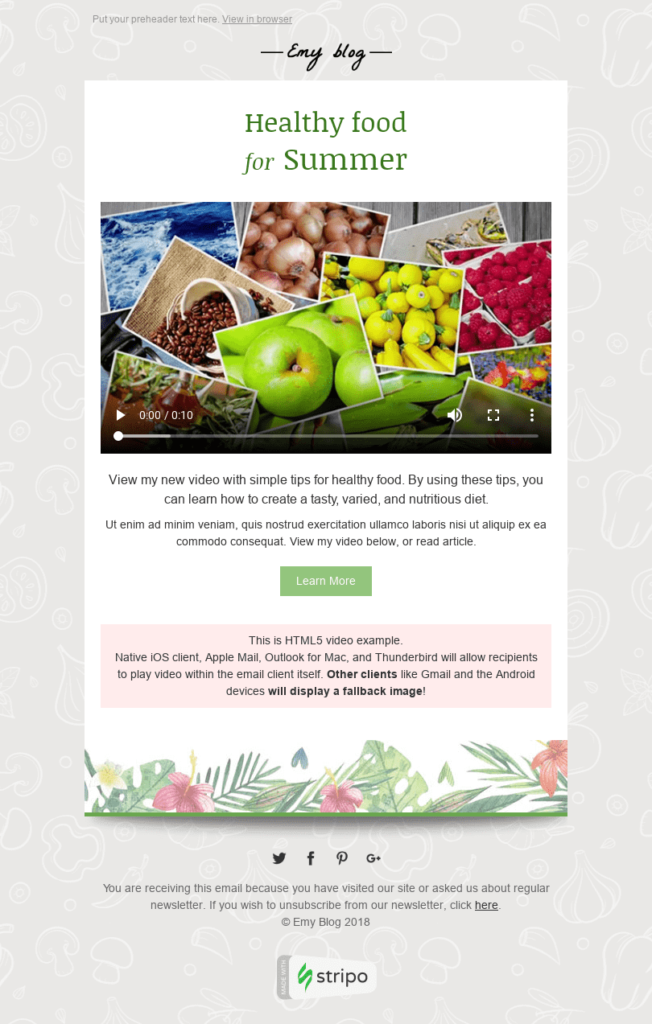 Put your preheader text here. View in browser
Emy blog
Healthy food
for Summer
0:00 / 0:10
View my new video with simple tips for healthy food. By using these tips, you
can learn how to create a tasty, varied, and nutritious diet.
Ut enim ad minim veniam, quis nostrud exercitation ullamco laboris nisi ut aliquip ex ea
commodo consequat. View my video below, or read article.
Learn More
This is HTML5 video example.
Native iOS client, Apple Mail, Outlook for Mac, and Thunderbird will allow recipients
to play video within the email client itself. Other clients like Gmail and the Android
devices will display a fallback image!
You are receiving this email because you have visited our site or asked us about regular
newsletter. If you wish to unsubscribe from our newsletter, click here.
© Emy Blog 2018
MADE WITH
stripo